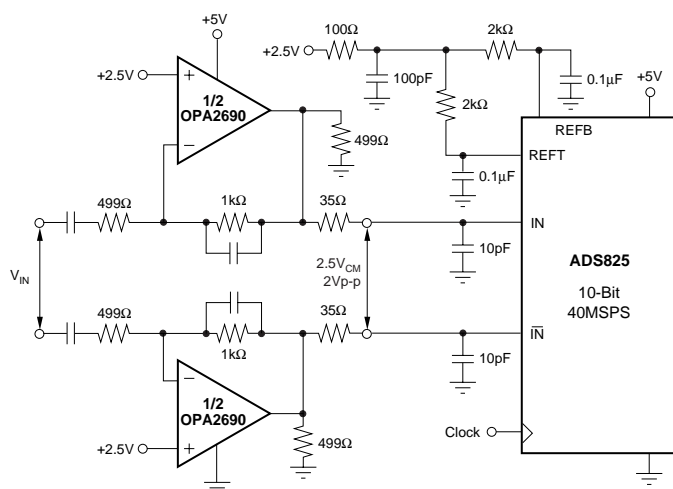 +5V
+2.5V
1/2
OPA2690
499Ω
+2.5V
100Ω
100pF
2kΩ
2kΩ
0.1µF
0.1µF
+5V
REFB
REFT
499Ω
1kΩ
35Ω
IN
10pF
VIN
2.5VCM
2Vp-p
ADS825
10-Bit
40MSPS
499Ω
1kΩ
35Ω
IN
10pF
1/2
OPA2690
+2.5V
499Ω
Clock